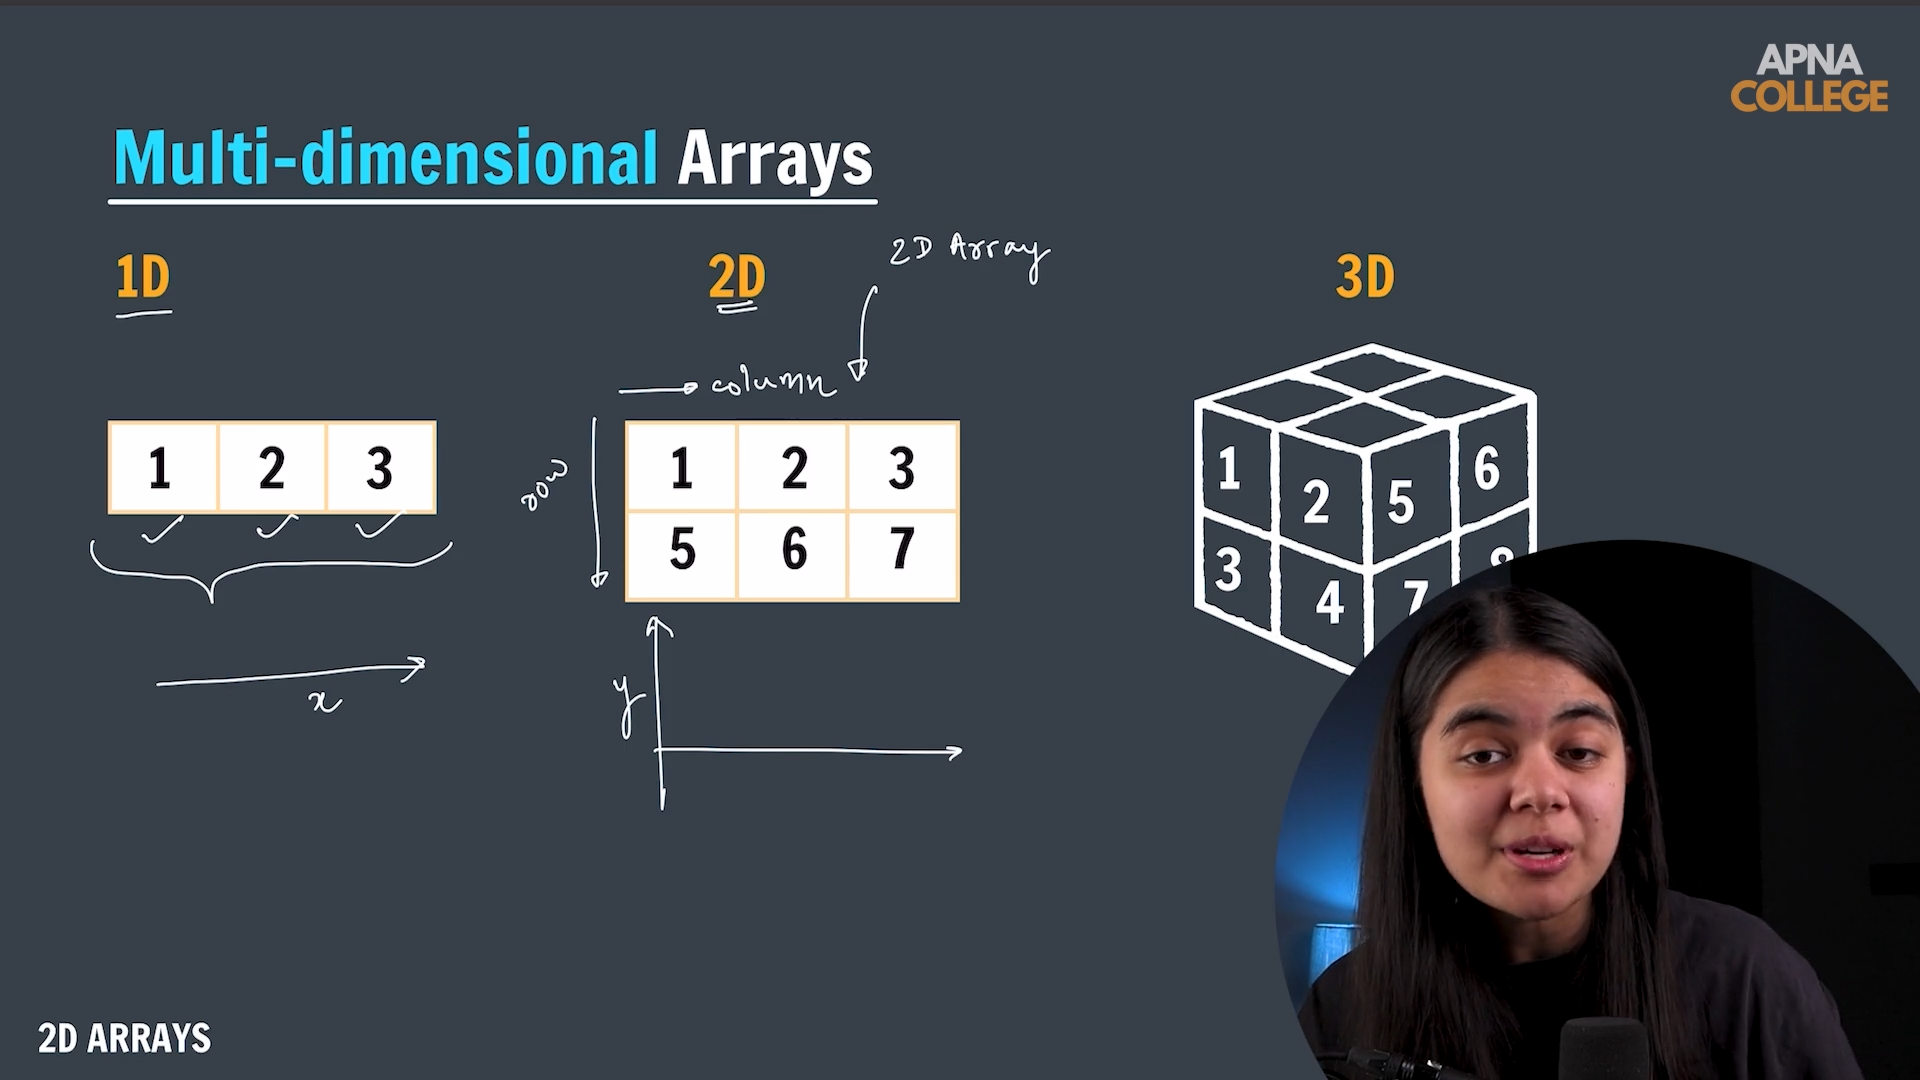 APNA
COLLEGE
Multi-dimensional Arrays
1D
2D
2D Array
3D
column
row
1 2 3
1 2 3
5 6 7
1 2 5 6
3 4 7
x
y
2D ARRAYS